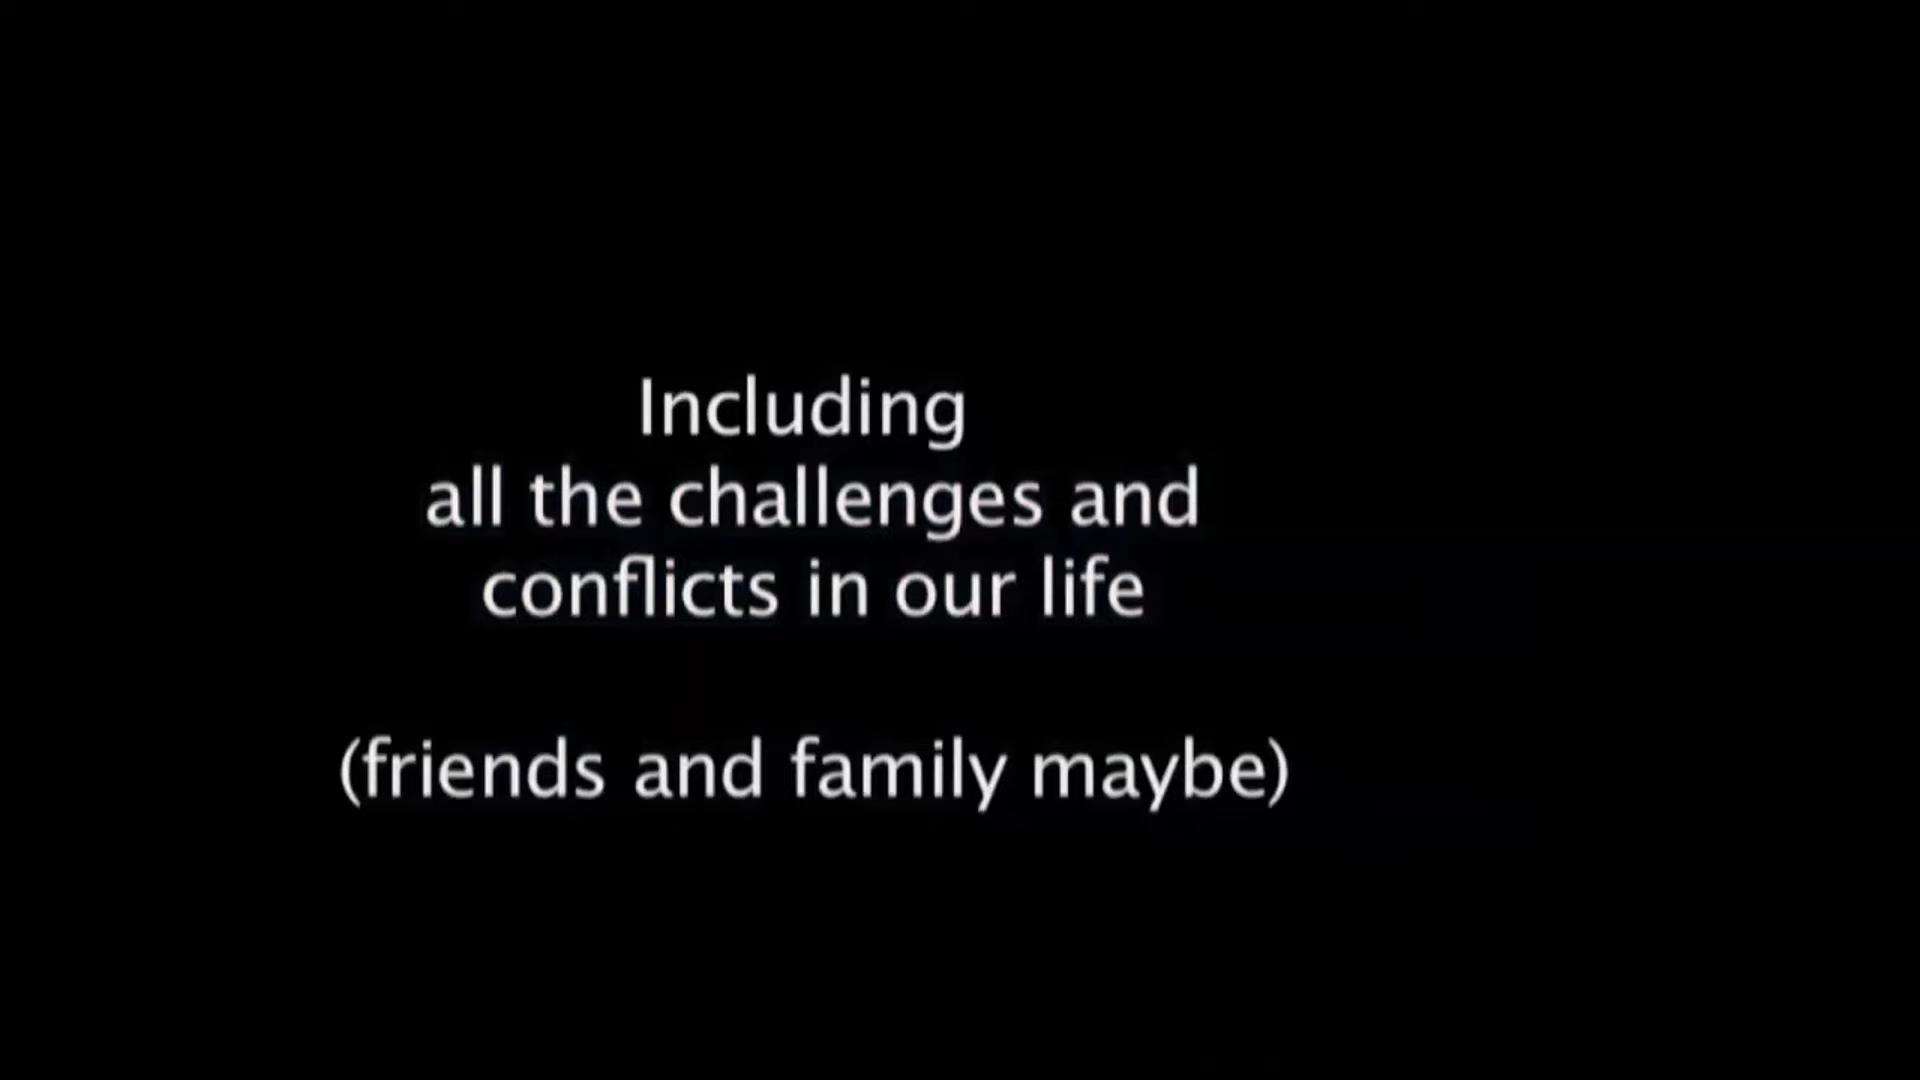 Including
all the challenges and
conflicts in our life
(friends and family maybe)